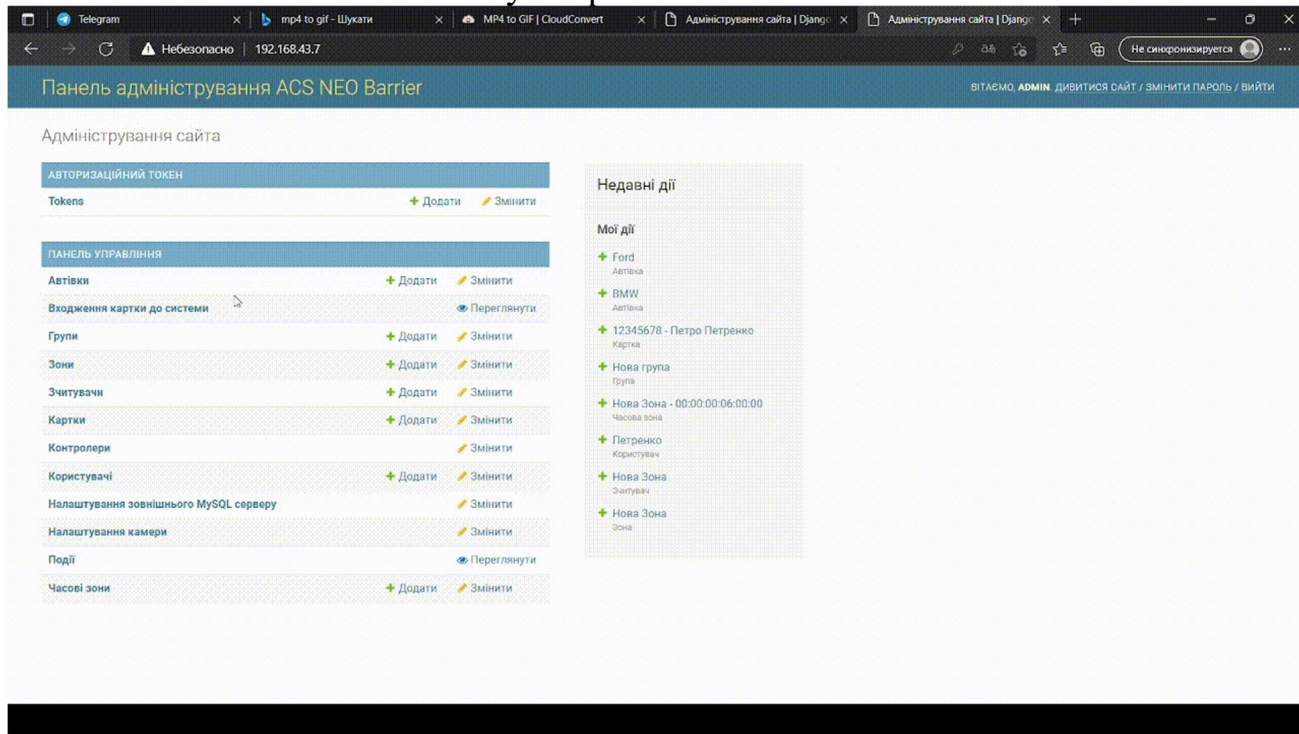 Telegram mp4 to gif - Шукати MP4 to GIF | CloudConvert Адміністрування сайта | Django Адміністрування сайта | Django
Небезопасно 192.168.43.7 Не синхронизируется
Панель адміністрування ACS NEO Barrier
ВІТАЄМО, ADMIN. ДИВИТИСЯ САЙТ / ЗМІНИТИ ПАРОЛЬ / ВИЙТИ
Адміністрування сайта
АВТОРИЗАЦІЙНИЙ ТОКЕН
Tokens Додати Змінити
ПАНЕЛЬ УПРАВЛІННЯ
Автівки Додати Змінити
Входження картки до системи Переглянути
Групи Додати Змінити
Зони Додати Змінити
Зчитувачи Додати Змінити
Картки Додати Змінити
Контролери Змінити
Користувачі Додати Змінити
Налаштування зовнішнього MySQL серверу Змінити
Налаштування камери Змінити
Події Переглянути
Часові зони Додати Змінити
Недавні дії
Мої дії
Ford
Автівка
BMW
Автівка
12345678 - Петро Петренко
Картка
Нова група
Група
Нова Зона - 00:00:00:06:00:00
Часова зона
Петренко
Користувач
Нова Зона
Зчитувач
Нова Зона
Зона